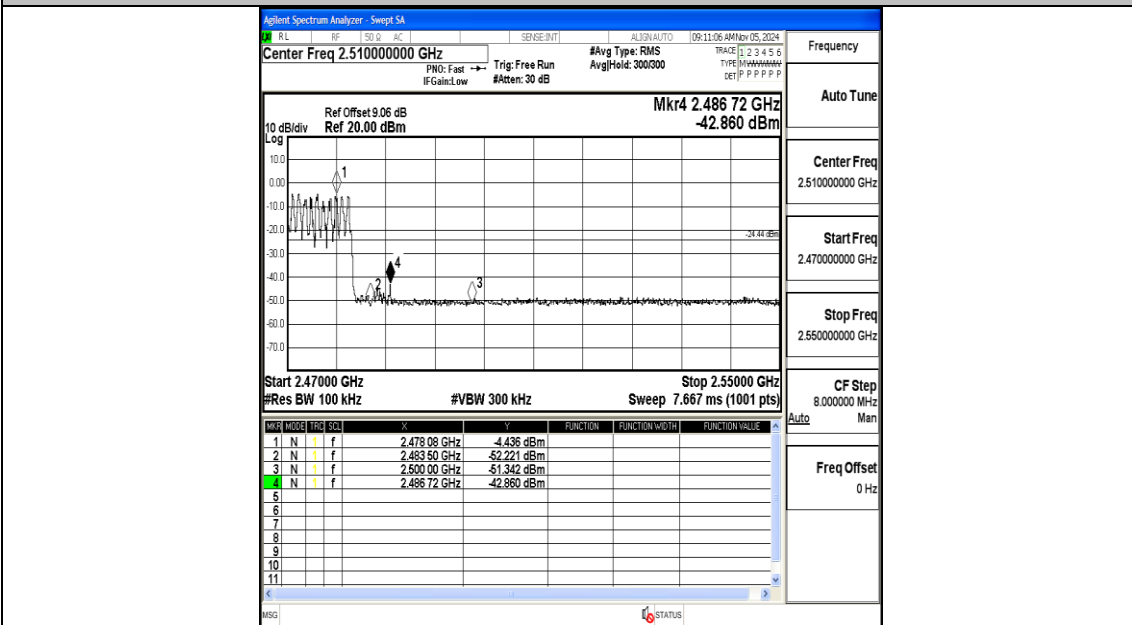 Agilent Spectrum Analyzer - Swept SA
RL RF 50 Ω AC SENSE:INT ALIGN AUTO 09:11:06 AM Nov 05, 2024
Center Freq 2.510000000 GHz
PNO: Fast
IFGain:Low
Trig: Free Run
#Atten: 30 dB
#Avg Type: RMS
Avg|Hold: 300/300
TRACE 1 2 3 4 5 6
TYPE
DET P P P P P P
Ref Offset 9.06 dB
10 dB/div Ref 20.00 dBm
Log
Mkr4 2.486 72 GHz
-42.860 dBm
10.0
0.00
-10.0
-20.0
-30.0
-40.0
-50.0
-60.0
-70.0
1
2
4
3
-24.44 dBm
Start 2.47000 GHz Stop 2.55000 GHz
#Res BW 100 kHz #VBW 300 kHz Sweep 7.667 ms (1001 pts)
MKR MODE TRC SCL X Y FUNCTION FUNCTION WIDTH FUNCTION VALUE
1 N 1 f 2.478 08 GHz -4.436 dBm
2 N 1 f 2.483 50 GHz -52.221 dBm
3 N 1 f 2.500 00 GHz -51.342 dBm
4 N 1 f 2.486 72 GHz -42.860 dBm
5
6
7
8
9
10
11
MSG STATUS
Frequency
Auto Tune
Center Freq
2.510000000 GHz
Start Freq
2.470000000 GHz
Stop Freq
2.550000000 GHz
CF Step
8.000000 MHz
Auto Man
Freq Offset
0 Hz